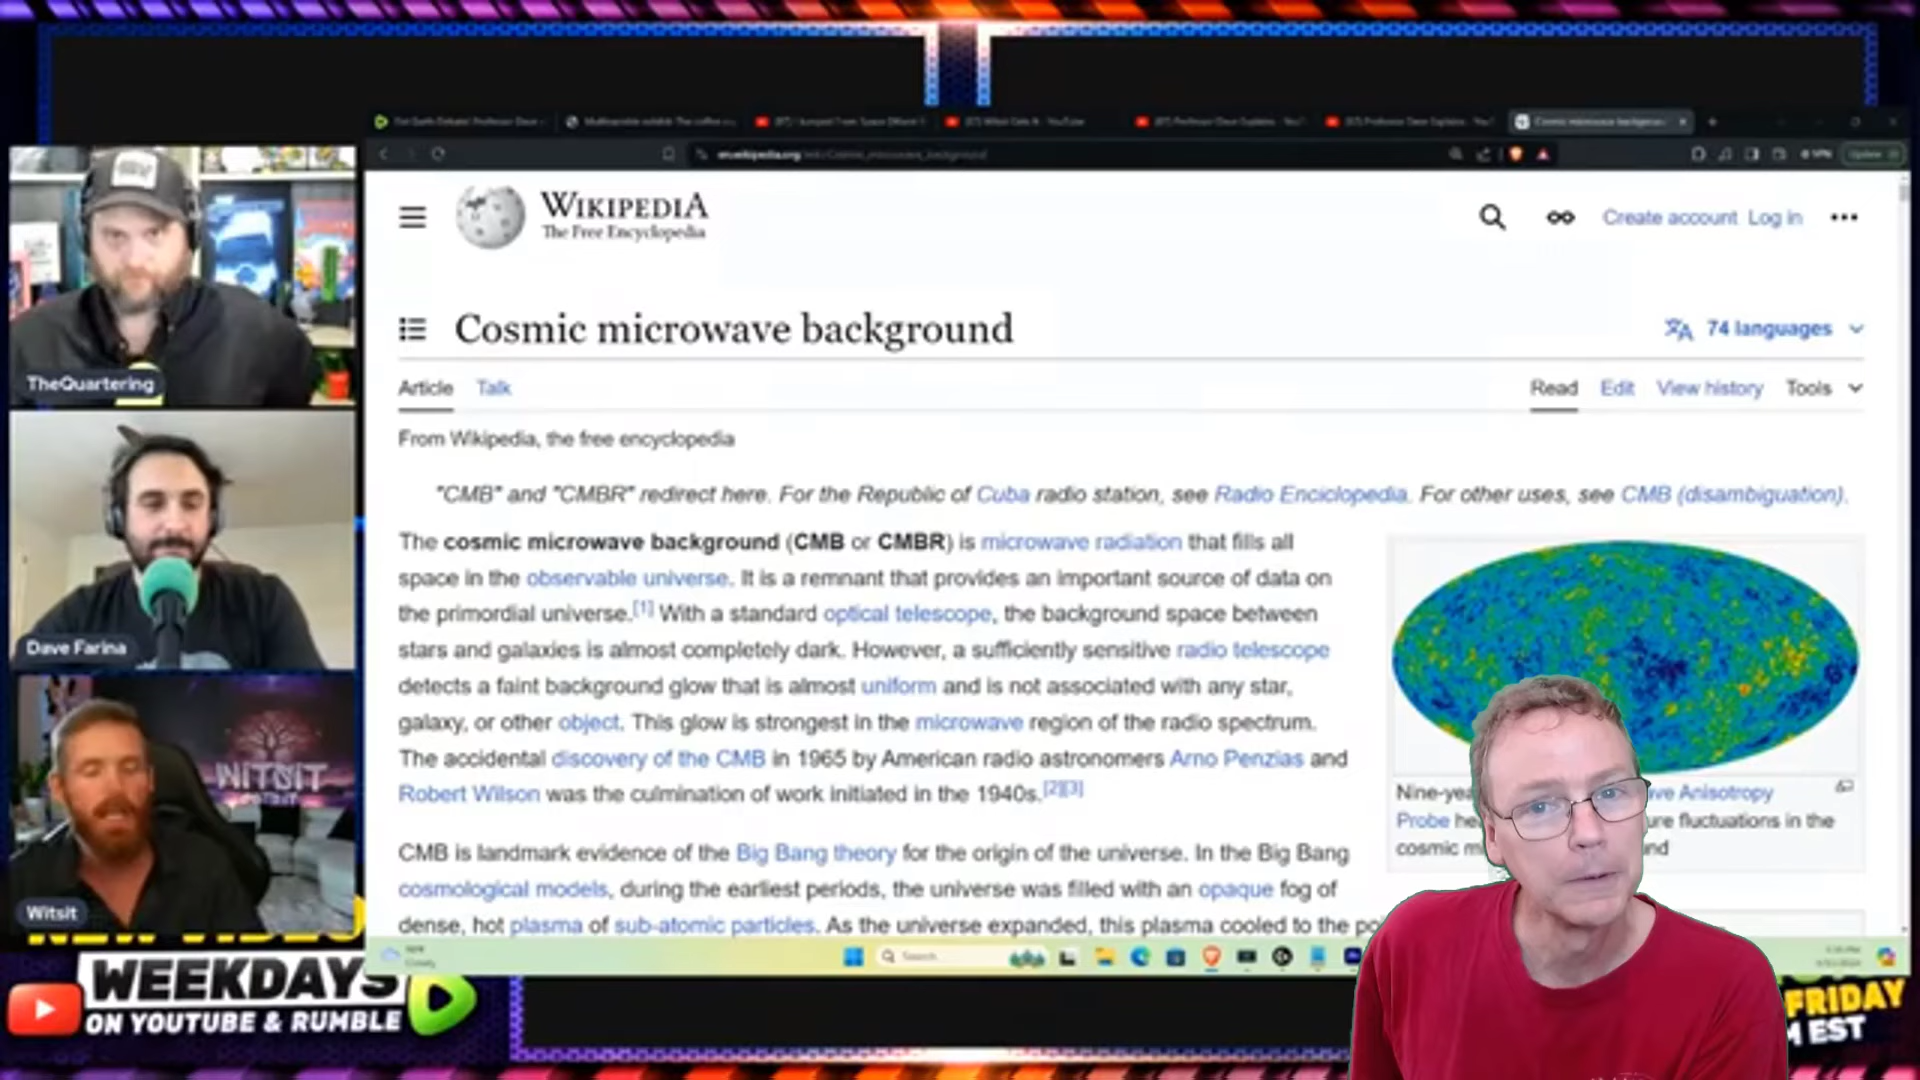 TheQuartering
Dave Farina
WITSIT
Witsit
WEEKDAYS
ON YOUTUBE & RUMBLE
FRIDAY
EST
WIKIPEDIA
The Free Encyclopedia
Create account Log in
Cosmic microwave background
74 languages
Article Talk
Read Edit View history Tools
From Wikipedia, the free encyclopedia
"CMB" and "CMBR" redirect here. For the Republic of Cuba radio station, see Radio Enciclopedia. For other uses, see CMB (disambiguation).
The cosmic microwave background (CMB or CMBR) is microwave radiation that fills all
space in the observable universe. It is a remnant that provides an important source of data on
the primordial universe.[1] With a standard optical telescope, the background space between
stars and galaxies is almost completely dark. However, a sufficiently sensitive radio telescope
detects a faint background glow that is almost uniform and is not associated with any star,
galaxy, or other object. This glow is strongest in the microwave region of the radio spectrum.
The accidental discovery of the CMB in 1965 by American radio astronomers Arno Penzias and
Robert Wilson was the culmination of work initiated in the 1940s.[2][3]
CMB is landmark evidence of the Big Bang theory for the origin of the universe. In the Big Bang
cosmological models, during the earliest periods, the universe was filled with an opaque fog of
dense, hot plasma of sub-atomic particles. As the universe expanded, this plasma cooled to the
Anisotropy
Probe fluctuations in the
cosmic
Search